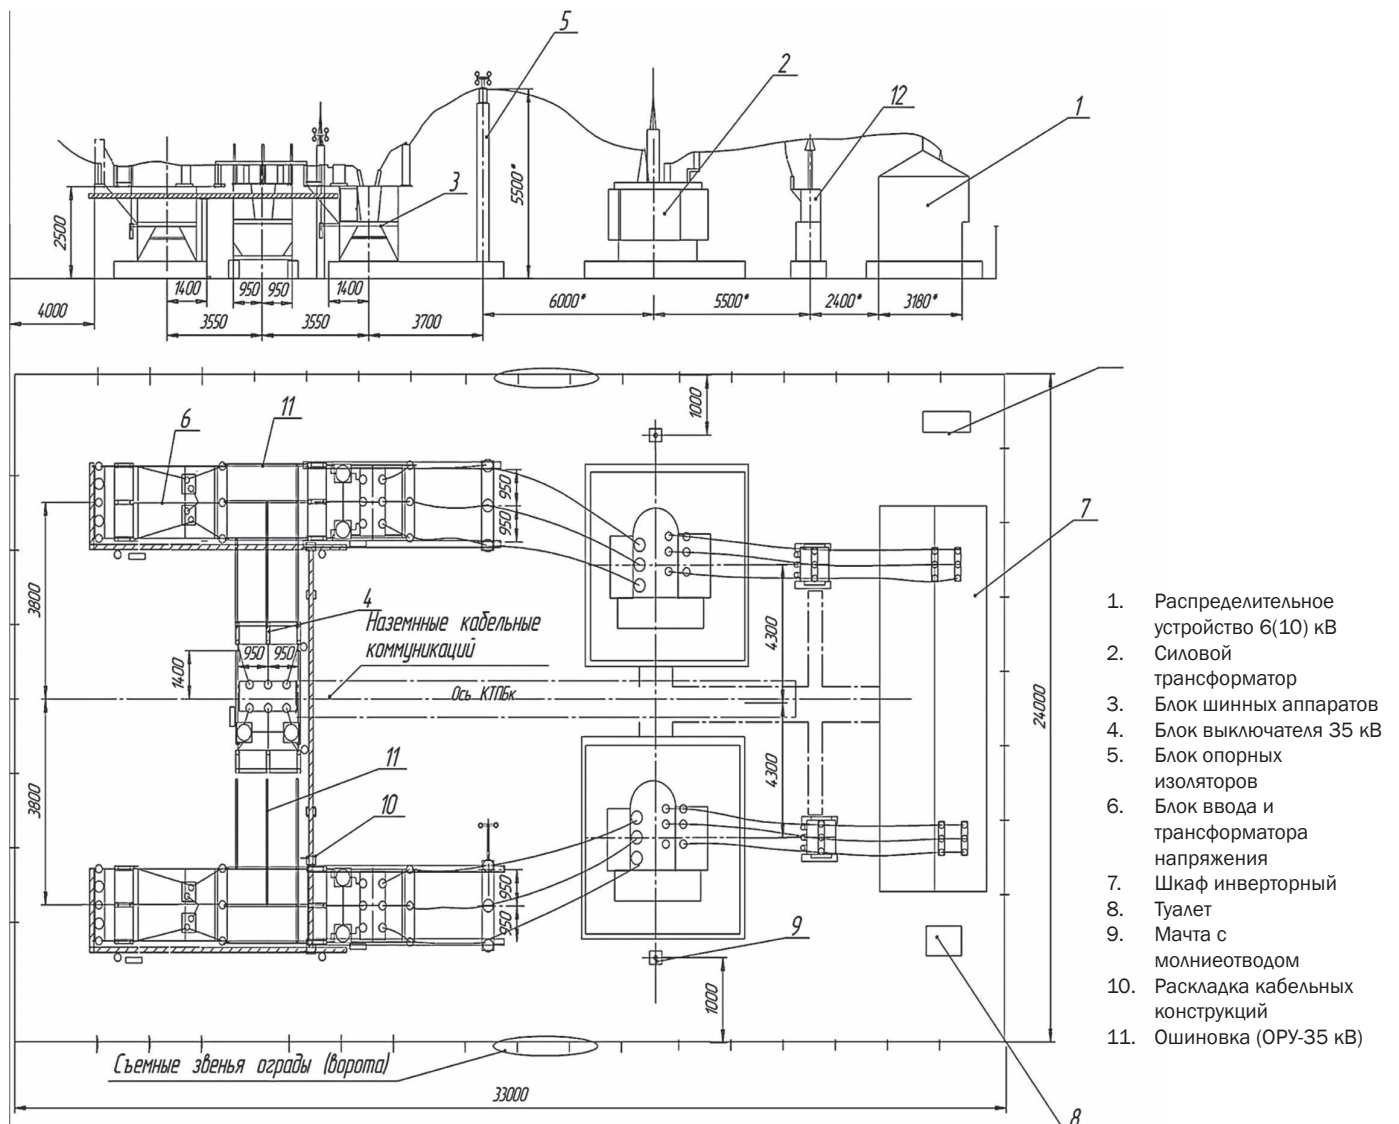 5
2
12
1
3
5500*
2500
1400
950
950
1400
6000*
5500*
2400*
3180*
4000
3550
3550
3700
11
6
1000
950
950
7
3800
4
Наземнные кабельные
коммуникаций
950
950
1400
4300
Ось КТПБк
24000
4300
11
3800
10
950
950
9
1000
Съемные звенья ограды (ворота)
33000
8
1. Распределительное
устройство 6(10) кВ
2. Силовой
трансформатор
3. Блок шинных аппаратов
4. Блок выключателя 35 кВ
5. Блок опорных
изоляторов
6. Блок ввода и
трансформатора
напряжения
7. Шкаф инверторный
8. Туалет
9. Мачта с
молниеотводом
10. Раскладка кабельных
конструкций
11. Ошиновка (ОРУ-35 кВ)